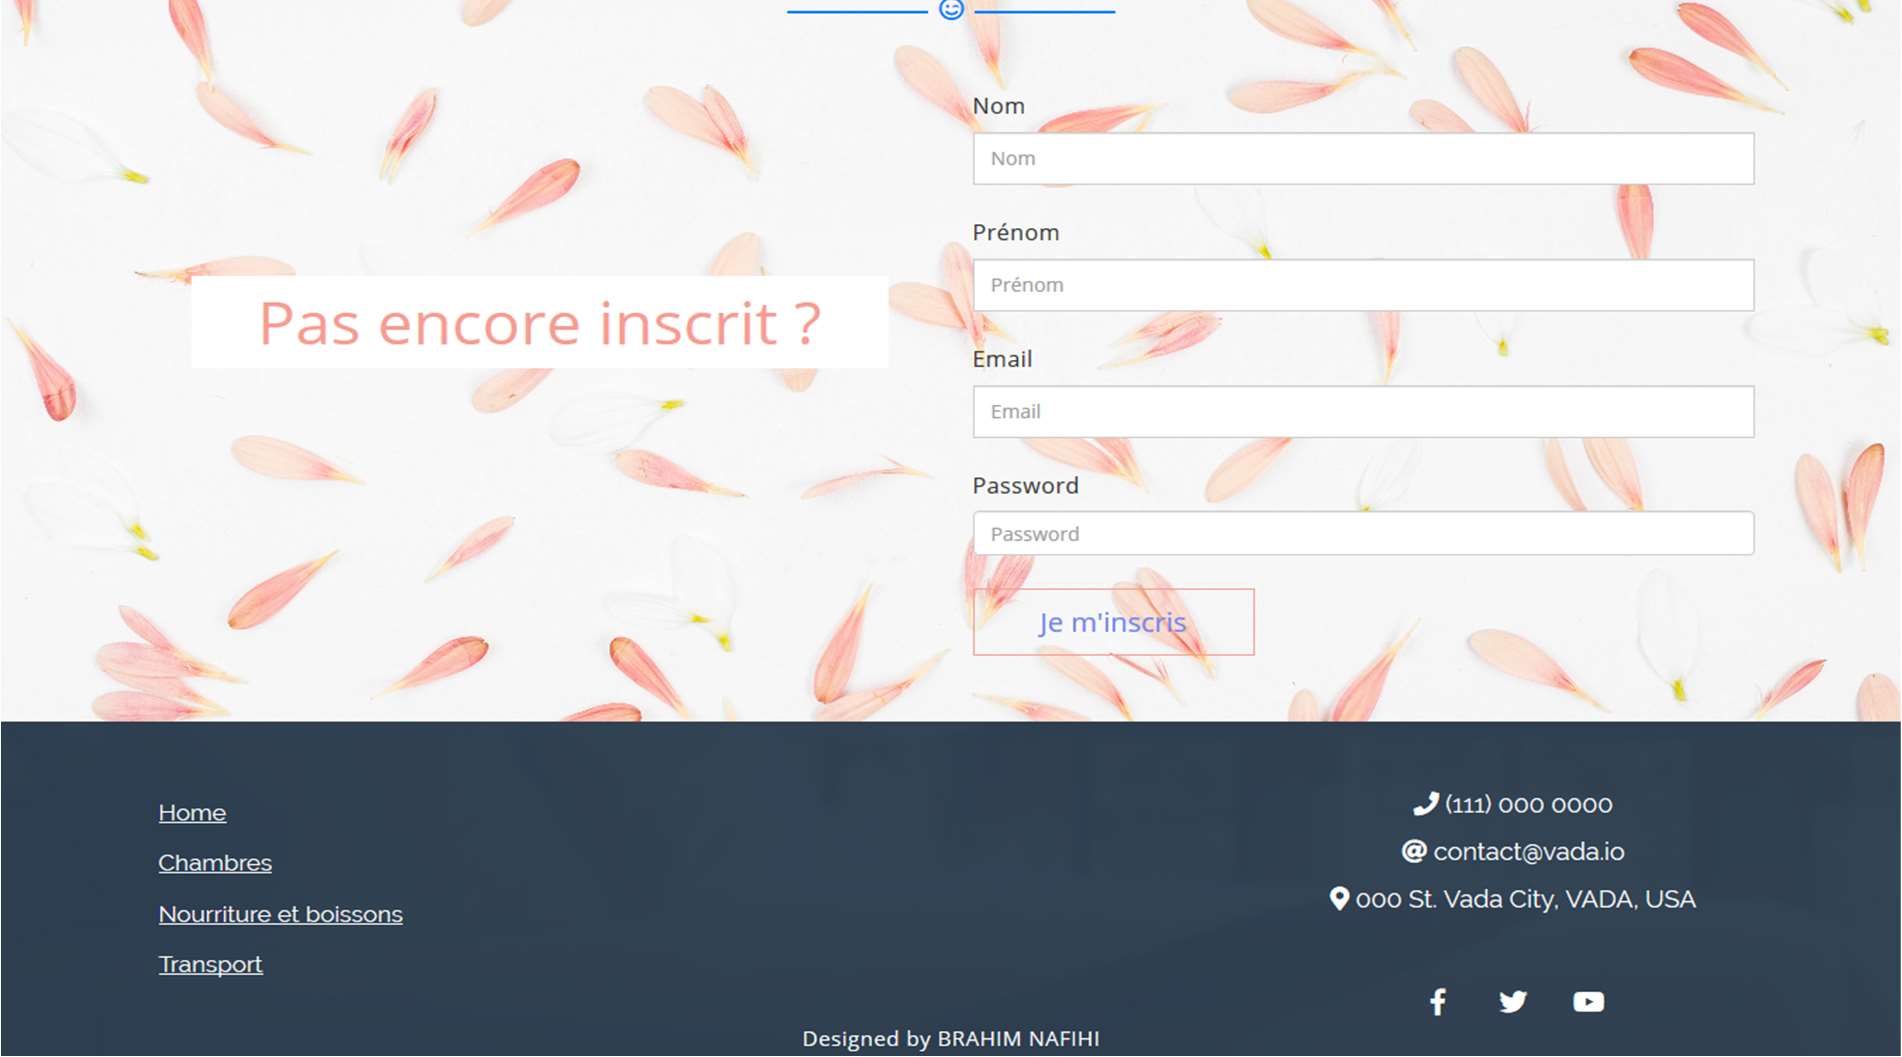 Nom
Nom
Prénom
Prénom
Pas encore inscrit ?
Email
Email
Password
Password
Je m'inscris
Home
Chambres
Nourriture et boissons
Transport
(111) 000 0000
contact@vada.io
000 St. Vada City, VADA, USA
Designed by BRAHIM NAFIHI